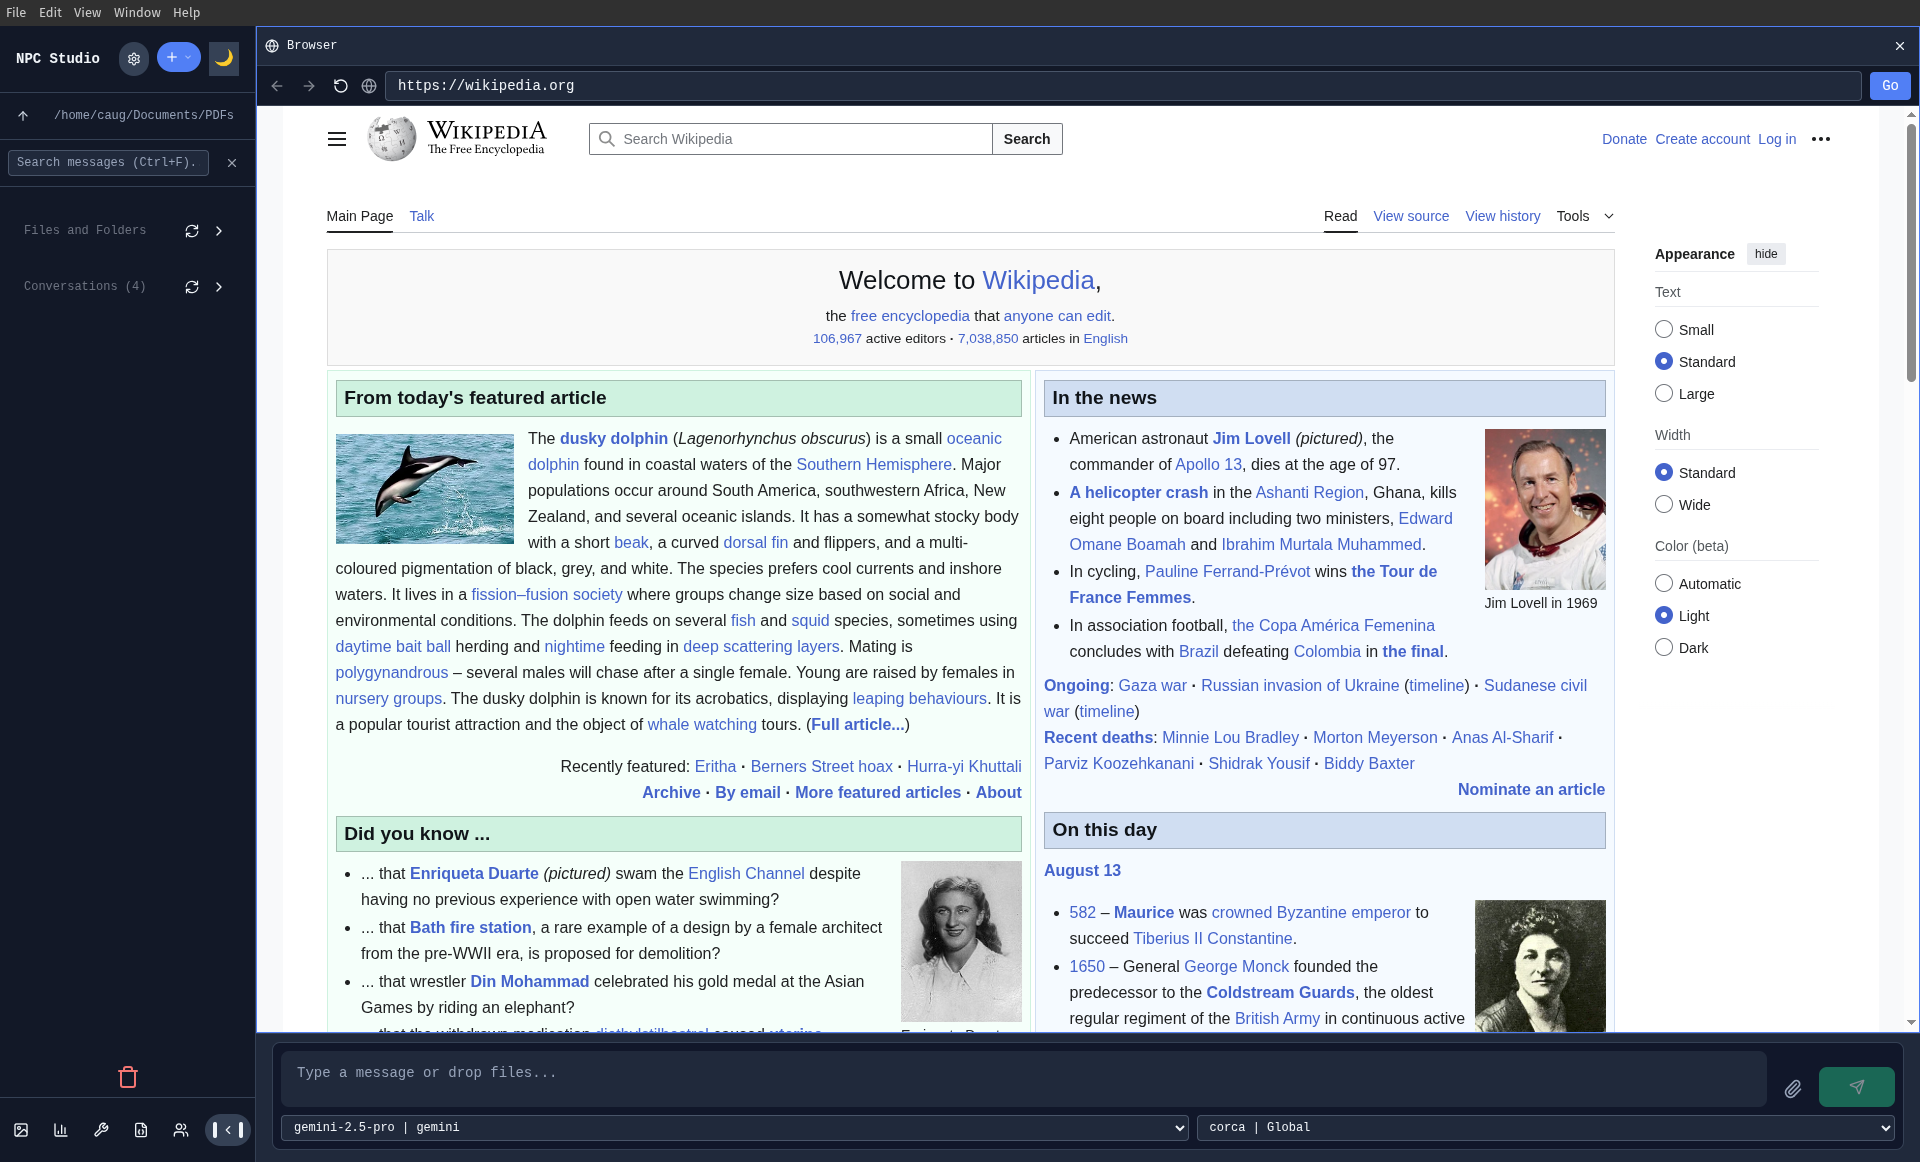 File Edit View Window Help
NPC Studio
/home/caug/Documents/PDFs
Search messages (Ctrl+F).
Files and Folders
Conversations (4)
Browser
https://wikipedia.org
Go
WIKIPEDIA
The Free Encyclopedia
Search Wikipedia
Search
Donate Create account Log in
Main Page Talk
Read View source View history Tools
Welcome to Wikipedia,
the free encyclopedia that anyone can edit.
106,967 active editors · 7,038,850 articles in English
From today's featured article
The dusky dolphin (Lagenorhynchus obscurus) is a small oceanic
dolphin found in coastal waters of the Southern Hemisphere. Major
populations occur around South America, southwestern Africa, New
Zealand, and several oceanic islands. It has a somewhat stocky body
with a short beak, a curved dorsal fin and flippers, and a multi-
coloured pigmentation of black, grey, and white. The species prefers cool currents and inshore
waters. It lives in a fission–fusion society where groups change size based on social and
environmental conditions. The dolphin feeds on several fish and squid species, sometimes using
daytime bait ball herding and nightime feeding in deep scattering layers. Mating is
polygynandrous – several males will chase after a single female. Young are raised by females in
nursery groups. The dusky dolphin is known for its acrobatics, displaying leaping behaviours. It is
a popular tourist attraction and the object of whale watching tours. (Full article...)
Recently featured: Eritha · Berners Street hoax · Hurra-yi Khuttali
Archive · By email · More featured articles · About
Did you know ...
... that Enriqueta Duarte (pictured) swam the English Channel despite
having no previous experience with open water swimming?
... that Bath fire station, a rare example of a design by a female architect
from the pre-WWII era, is proposed for demolition?
... that wrestler Din Mohammad celebrated his gold medal at the Asian
Games by riding an elephant?
In the news
American astronaut Jim Lovell (pictured), the
commander of Apollo 13, dies at the age of 97.
A helicopter crash in the Ashanti Region, Ghana, kills
eight people on board including two ministers, Edward
Omane Boamah and Ibrahim Murtala Muhammed.
In cycling, Pauline Ferrand-Prévot wins the Tour de
France Femmes.
In association football, the Copa América Femenina
concludes with Brazil defeating Colombia in the final.
Jim Lovell in 1969
Ongoing: Gaza war · Russian invasion of Ukraine (timeline) · Sudanese civil
war (timeline)
Recent deaths: Minnie Lou Bradley · Morton Meyerson · Anas Al-Sharif ·
Parviz Koozehkanani · Shidrak Yousif · Biddy Baxter
Nominate an article
On this day
August 13
582 – Maurice was crowned Byzantine emperor to
succeed Tiberius II Constantine.
1650 – General George Monck founded the
predecessor to the Coldstream Guards, the oldest
regular regiment of the British Army in continuous active
Appearance hide
Text
Small
Standard
Large
Width
Standard
Wide
Color (beta)
Automatic
Light
Dark
Type a message or drop files...
gemini-2.5-pro | gemini
corca | Global